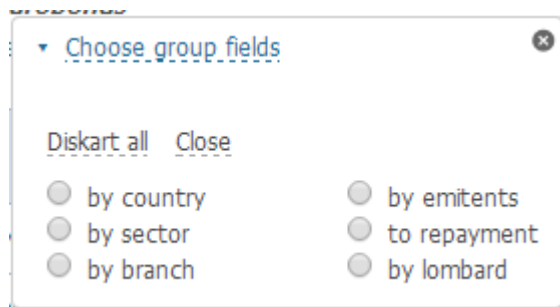 Choose group fields
Diskart all Close
by country by emitents
by sector to repayment
by branch by lombard